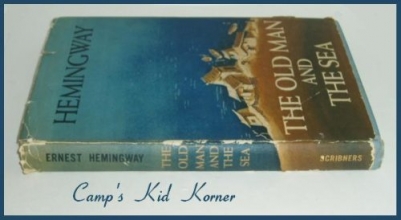 HEMINGWAY
THE OLD MAN
AND
THE SEA
ERNEST HEMINGWAY
THE
OLD
MAN
AND
THE
SEA
SCRIBNERS
Camp's Kid Korner